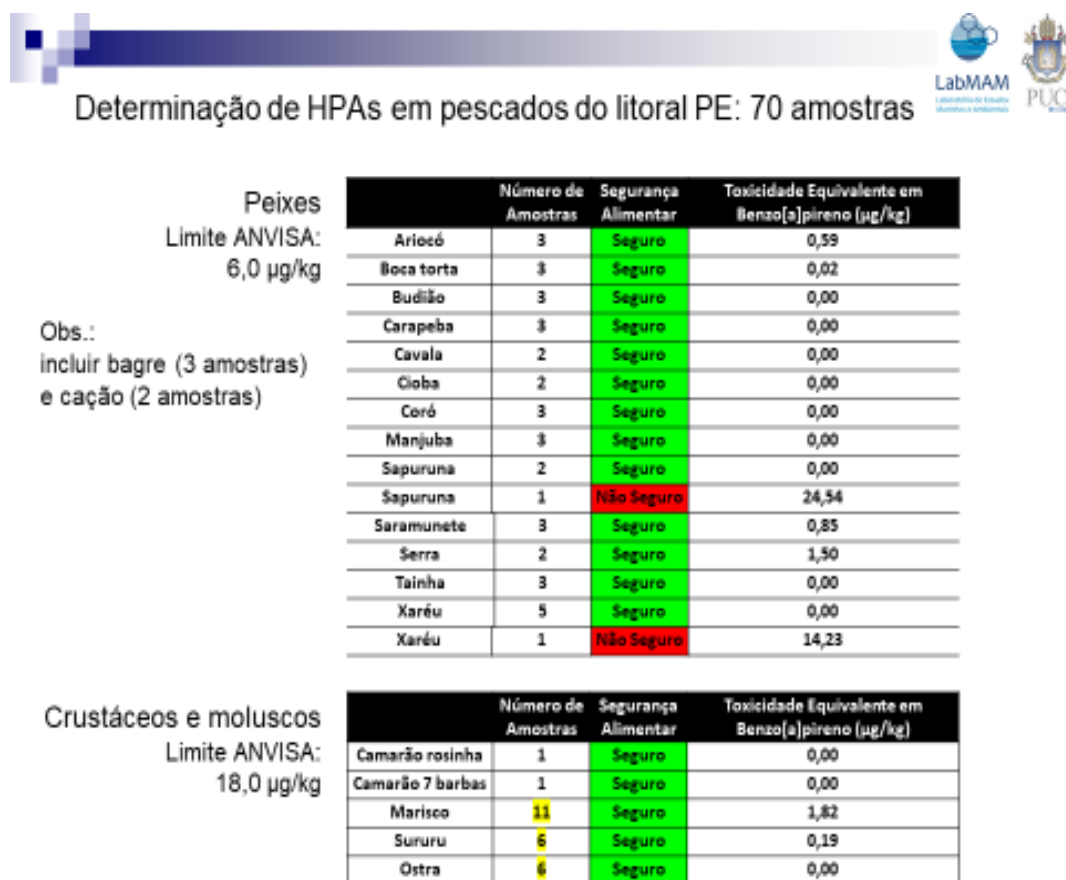 LabMAM
PUC
Determinação de HPAs em pescados do litoral PE: 70 amostras
Peixes
Limite ANVISA:
6,0 µg/kg
Obs.:
incluir bagre (3 amostras)
e cação (2 amostras)
Número de Amostras Segurança Alimentar Toxicidade Equivalente em Benzo[a]pireno (µg/kg)
Ariocó 3 Seguro 0,59
Boca torta 3 Seguro 0,02
Budião 3 Seguro 0,00
Carapeba 3 Seguro 0,00
Cavala 2 Seguro 0,00
Cioba 2 Seguro 0,00
Coró 3 Seguro 0,00
Manjuba 3 Seguro 0,00
Sapuruna 2 Seguro 0,00
Sapuruna 1 Não Seguro 24,54
Saramunete 3 Seguro 0,85
Serra 2 Seguro 1,50
Tainha 3 Seguro 0,00
Xaréu 5 Seguro 0,00
Xaréu 1 Não Seguro 14,23
Crustáceos e moluscos
Limite ANVISA:
18,0 µg/kg
Número de Amostras Segurança Alimentar Toxicidade Equivalente em Benzo[a]pireno (µg/kg)
Camarão rosinha 1 Seguro 0,00
Camarão 7 barbas 1 Seguro 0,00
Marisco 11 Seguro 1,82
Sururu 6 Seguro 0,19
Ostra 6 Seguro 0,00